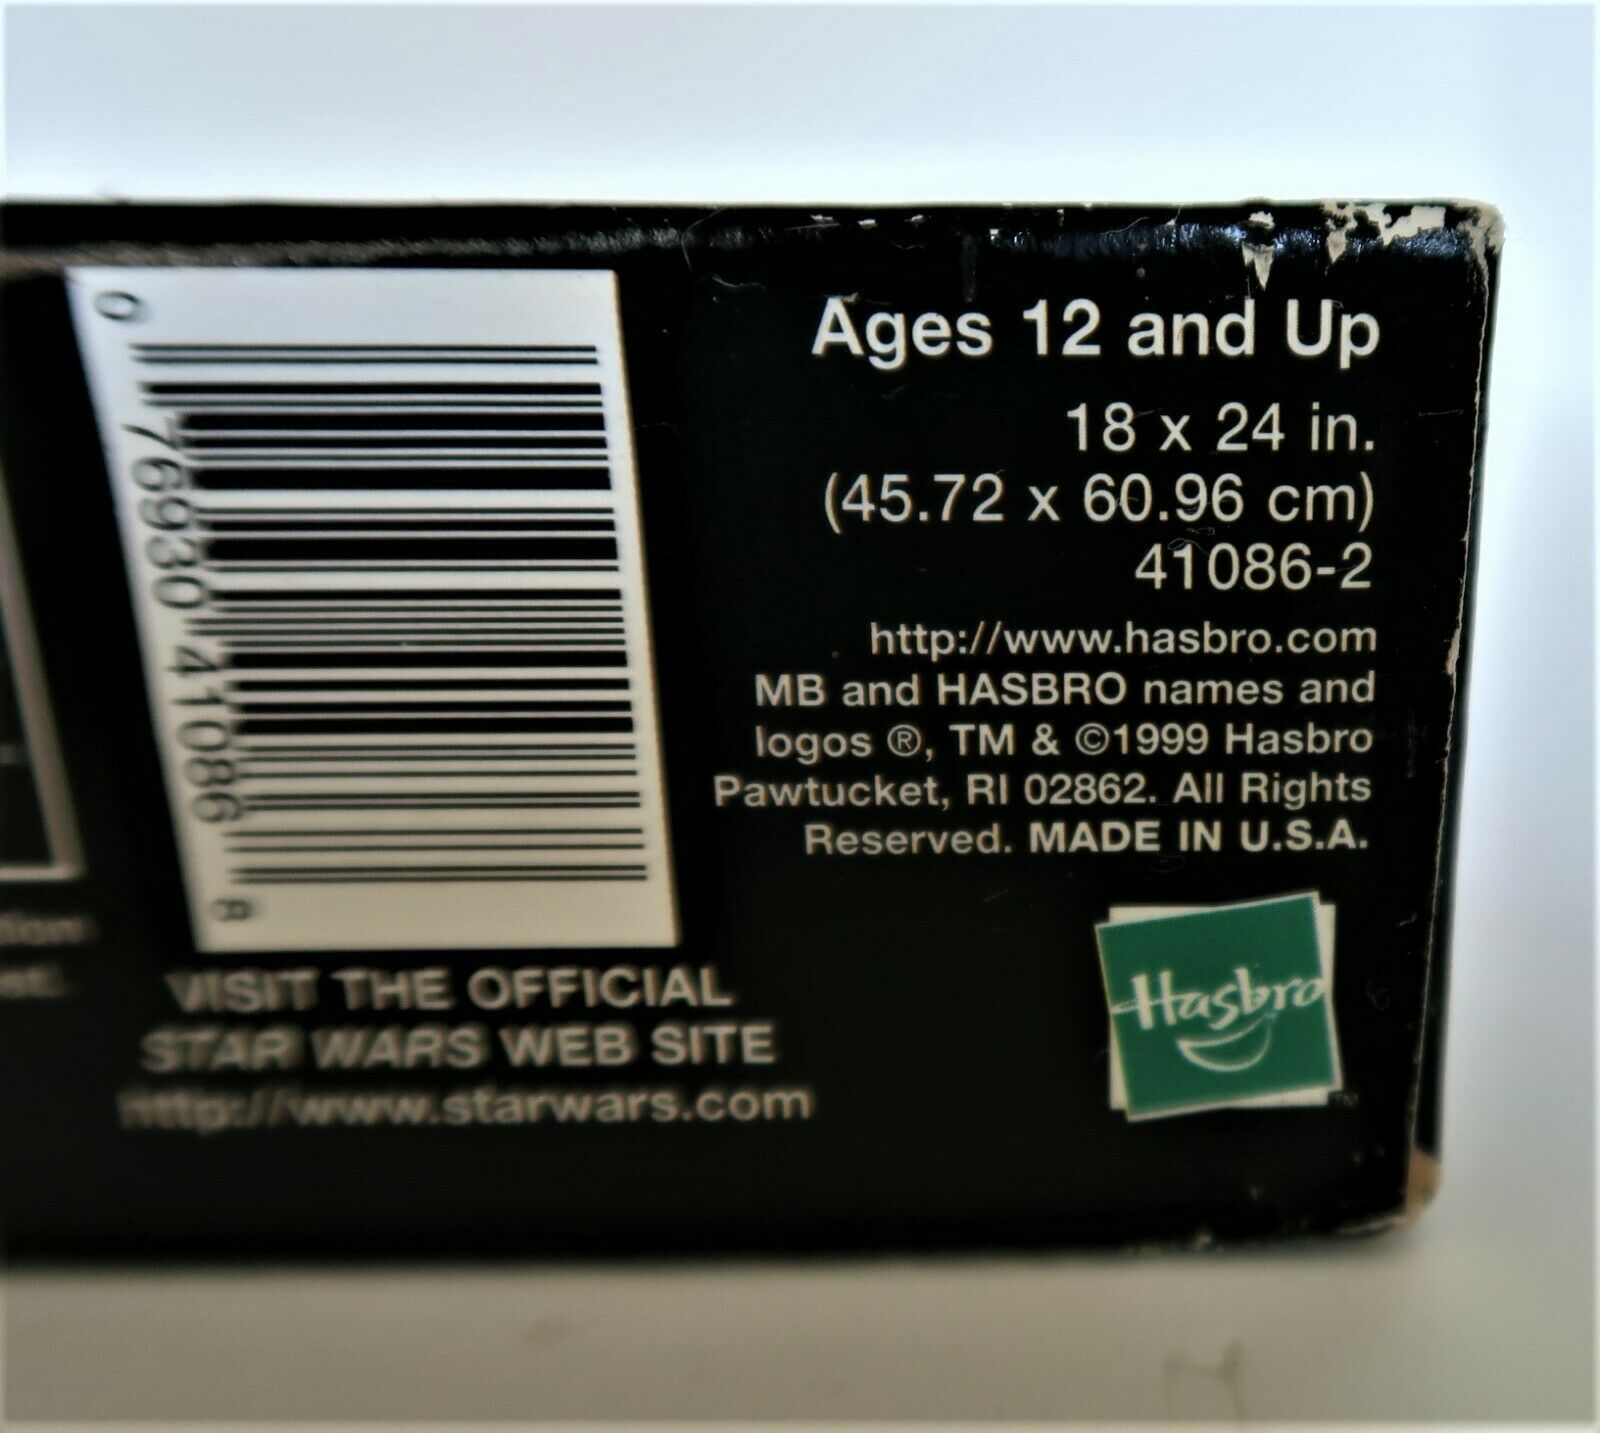 0 76930 41086 8
VISIT THE OFFICIAL
STAR WARS WEB SITE
http://www.starwars.com
Ages 12 and Up
18 x 24 in.
(45.72 x 60.96 cm)
41086-2
http://www.hasbro.com
MB and HASBRO names and
logos ®, TM & ©1999 Hasbro
Pawtucket, RI 02862. All Rights
Reserved. MADE IN U.S.A.
Hasbro
TM